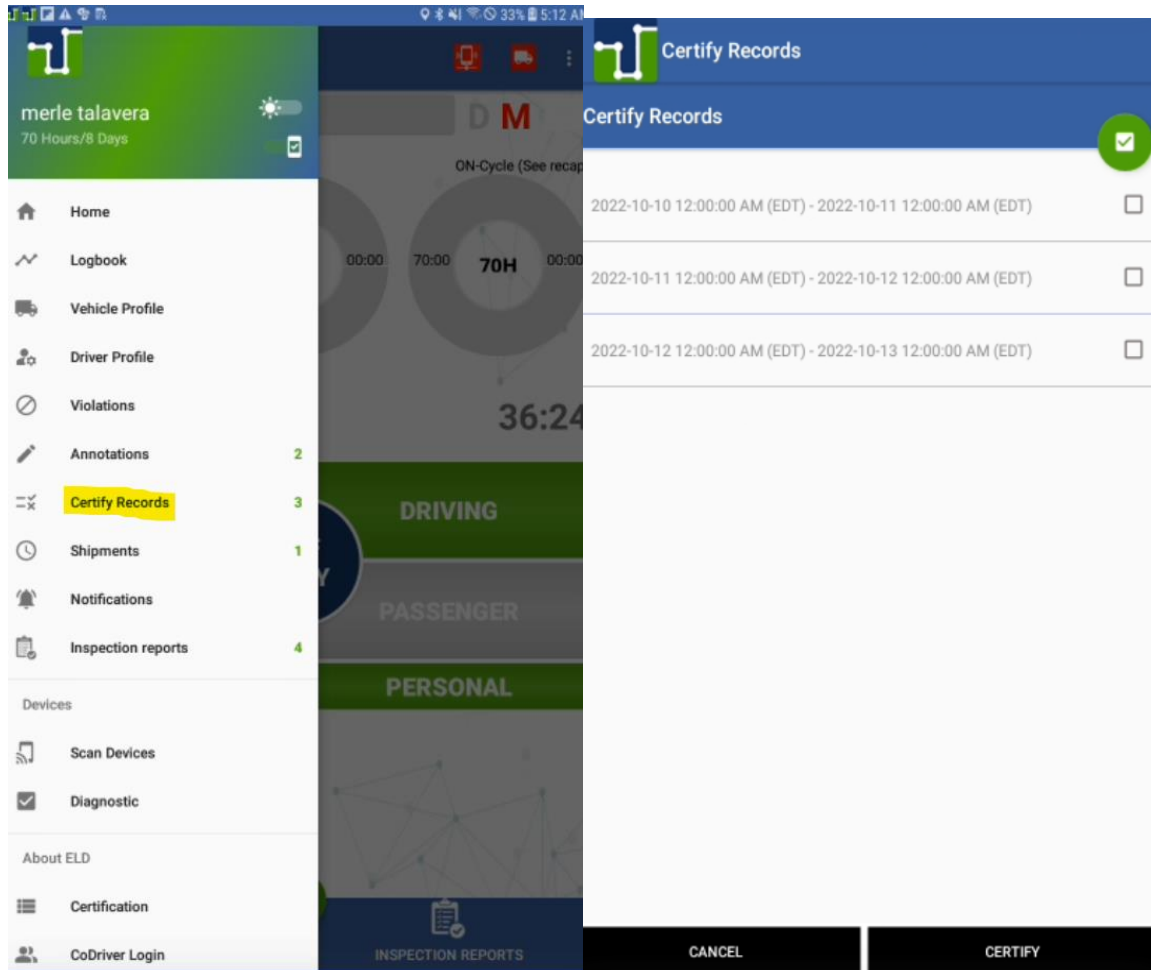 33% 5:12 AM
merle talavera
70 Hours/8 Days
Home
Logbook
Vehicle Profile
Driver Profile
Violations
Annotations 2
Certify Records 3
Shipments 1
Notifications
Inspection reports 4
Devices
Scan Devices
Diagnostic
About ELD
Certification
CoDriver Login
D M
ON-Cycle (See recap
00:00 70:00 70H 00:00
36:24
DRIVING
Y
PASSENGER
PERSONAL
INSPECTION REPORTS
Certify Records
Certify Records
2022-10-10 12:00:00 AM (EDT) - 2022-10-11 12:00:00 AM (EDT)
2022-10-11 12:00:00 AM (EDT) - 2022-10-12 12:00:00 AM (EDT)
2022-10-12 12:00:00 AM (EDT) - 2022-10-13 12:00:00 AM (EDT)
CANCEL CERTIFY